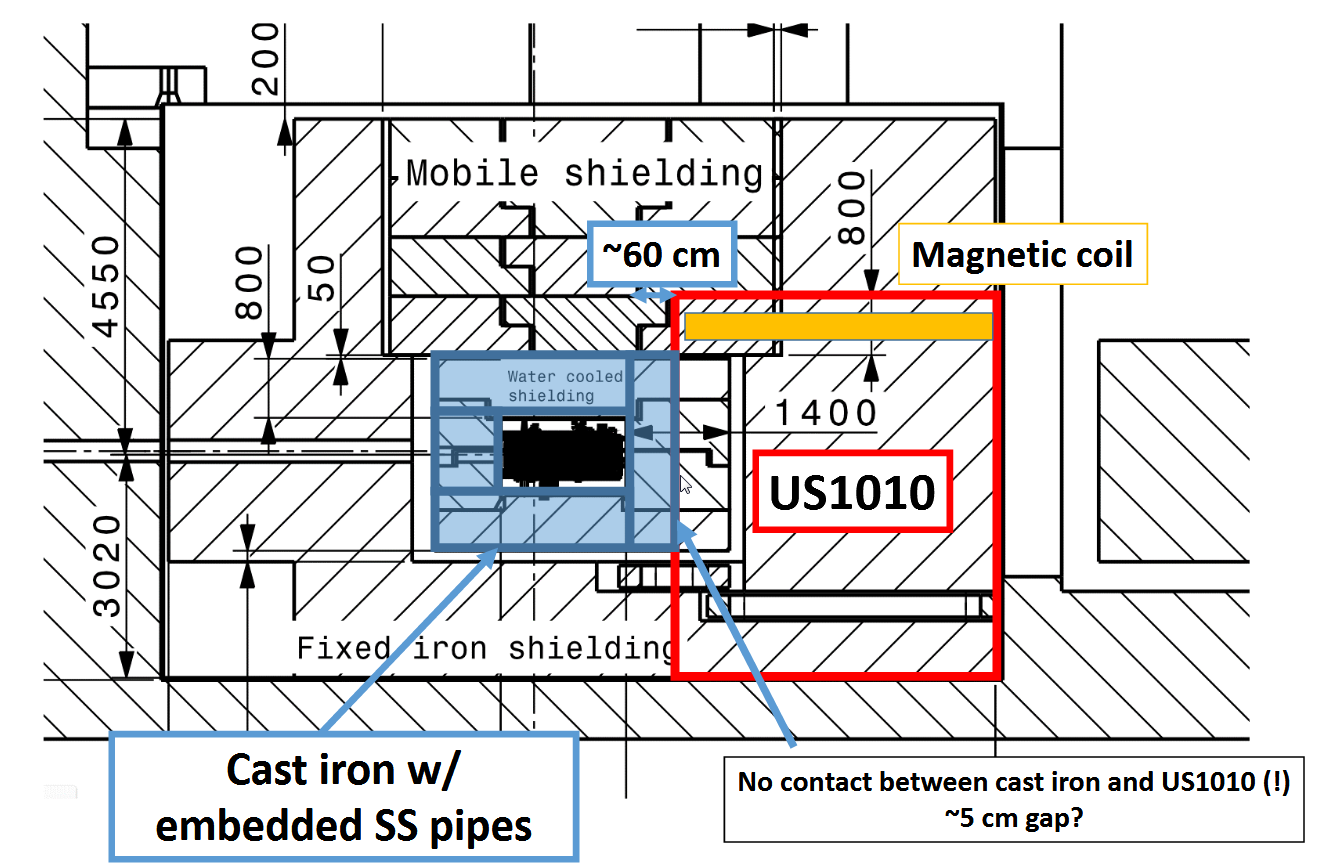 200
Mobile shielding
800
~60 cm
Magnetic coil
4550
800
50
Water cooled
shielding
1400
US1010
3020
Fixed iron shielding
Cast iron w/
embedded SS pipes
No contact between cast iron and US1010 (!)
~5 cm gap?